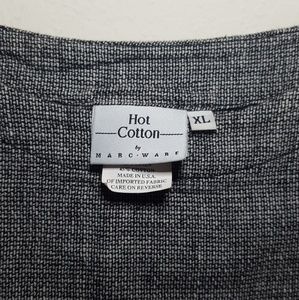 Hot
Cotton
by
MARC·WARE
XL
MADE IN U.S.A.
OF IMPORTED FABRIC
CARE ON REVERSE